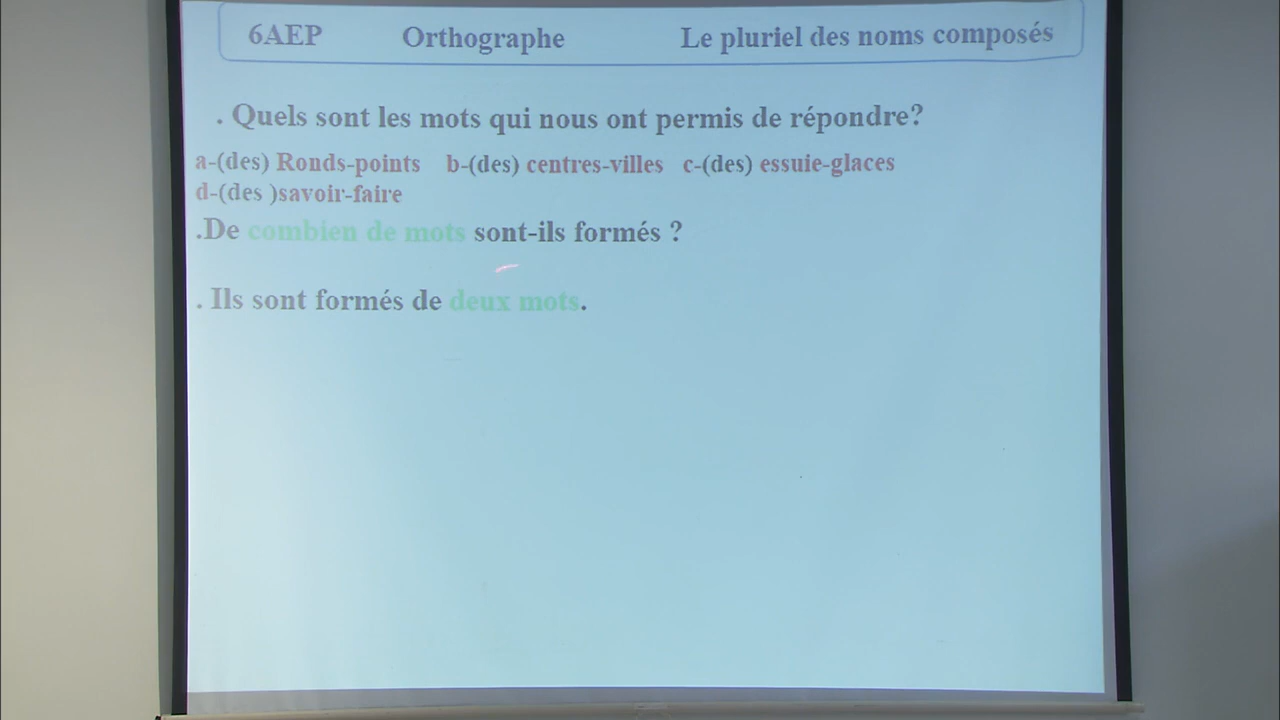 6AEP Orthographe Le pluriel des noms composés
. Quels sont les mots qui nous ont permis de répondre?
a-(des) Ronds-points b-(des) centres-villes c-(des) essuie-glaces
d-(des )savoir-faire
.De combien de mots sont-ils formés ?
. Ils sont formés de deux mots.